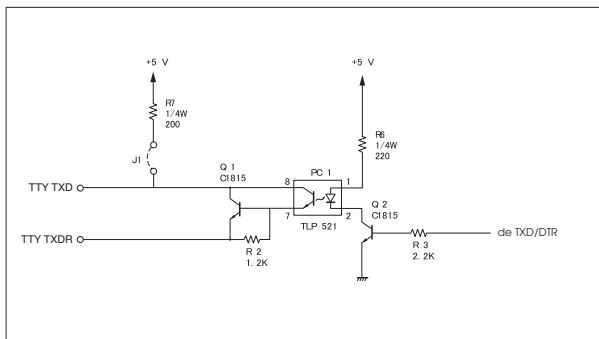 +5 V
+5 V
R7
1/4W
200
R6
1/4W
220
J1
Q 1
C1815
PC 1
8
1
TTY TXD
Q 2
C1815
7
2
TLP 521
TTY TXDR
R 2
1. 2K
R 3
2. 2K
de TXD/DTR